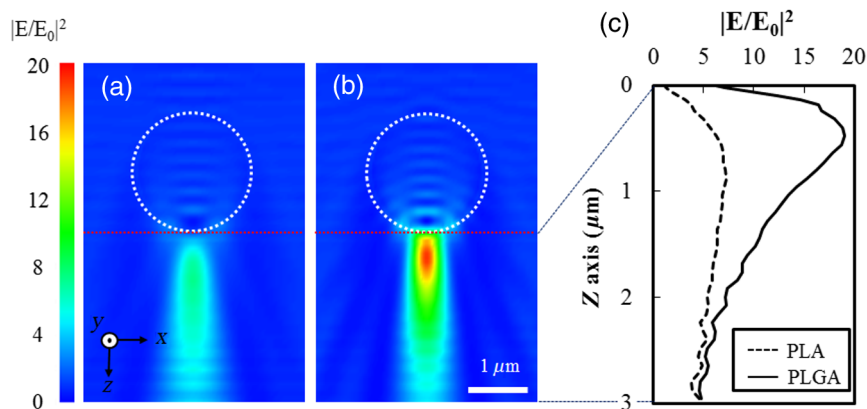 |E/E₀|²
20
16
12
8
4
0
(a)
(b)
y
x
z
1 μm
(c)
|E/E₀|²
0 5 10 15 20
0
1
2
3
Z axis (μm)
PLA
PLGA